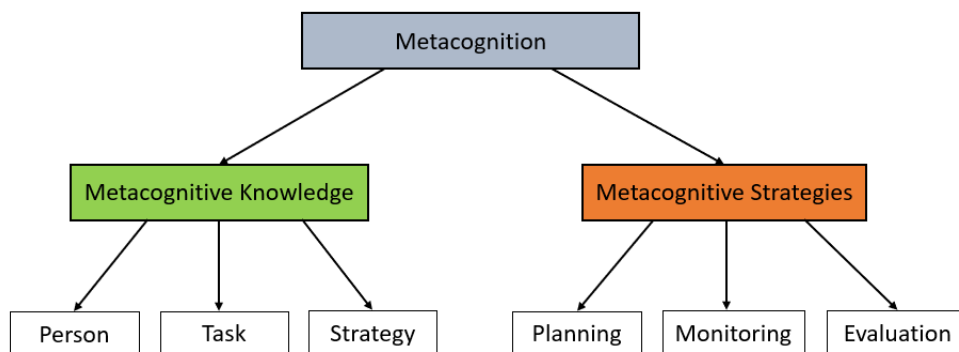 Metacognition
Metacognitive Knowledge
Metacognitive Strategies
Person
Task
Strategy
Planning
Monitoring
Evaluation